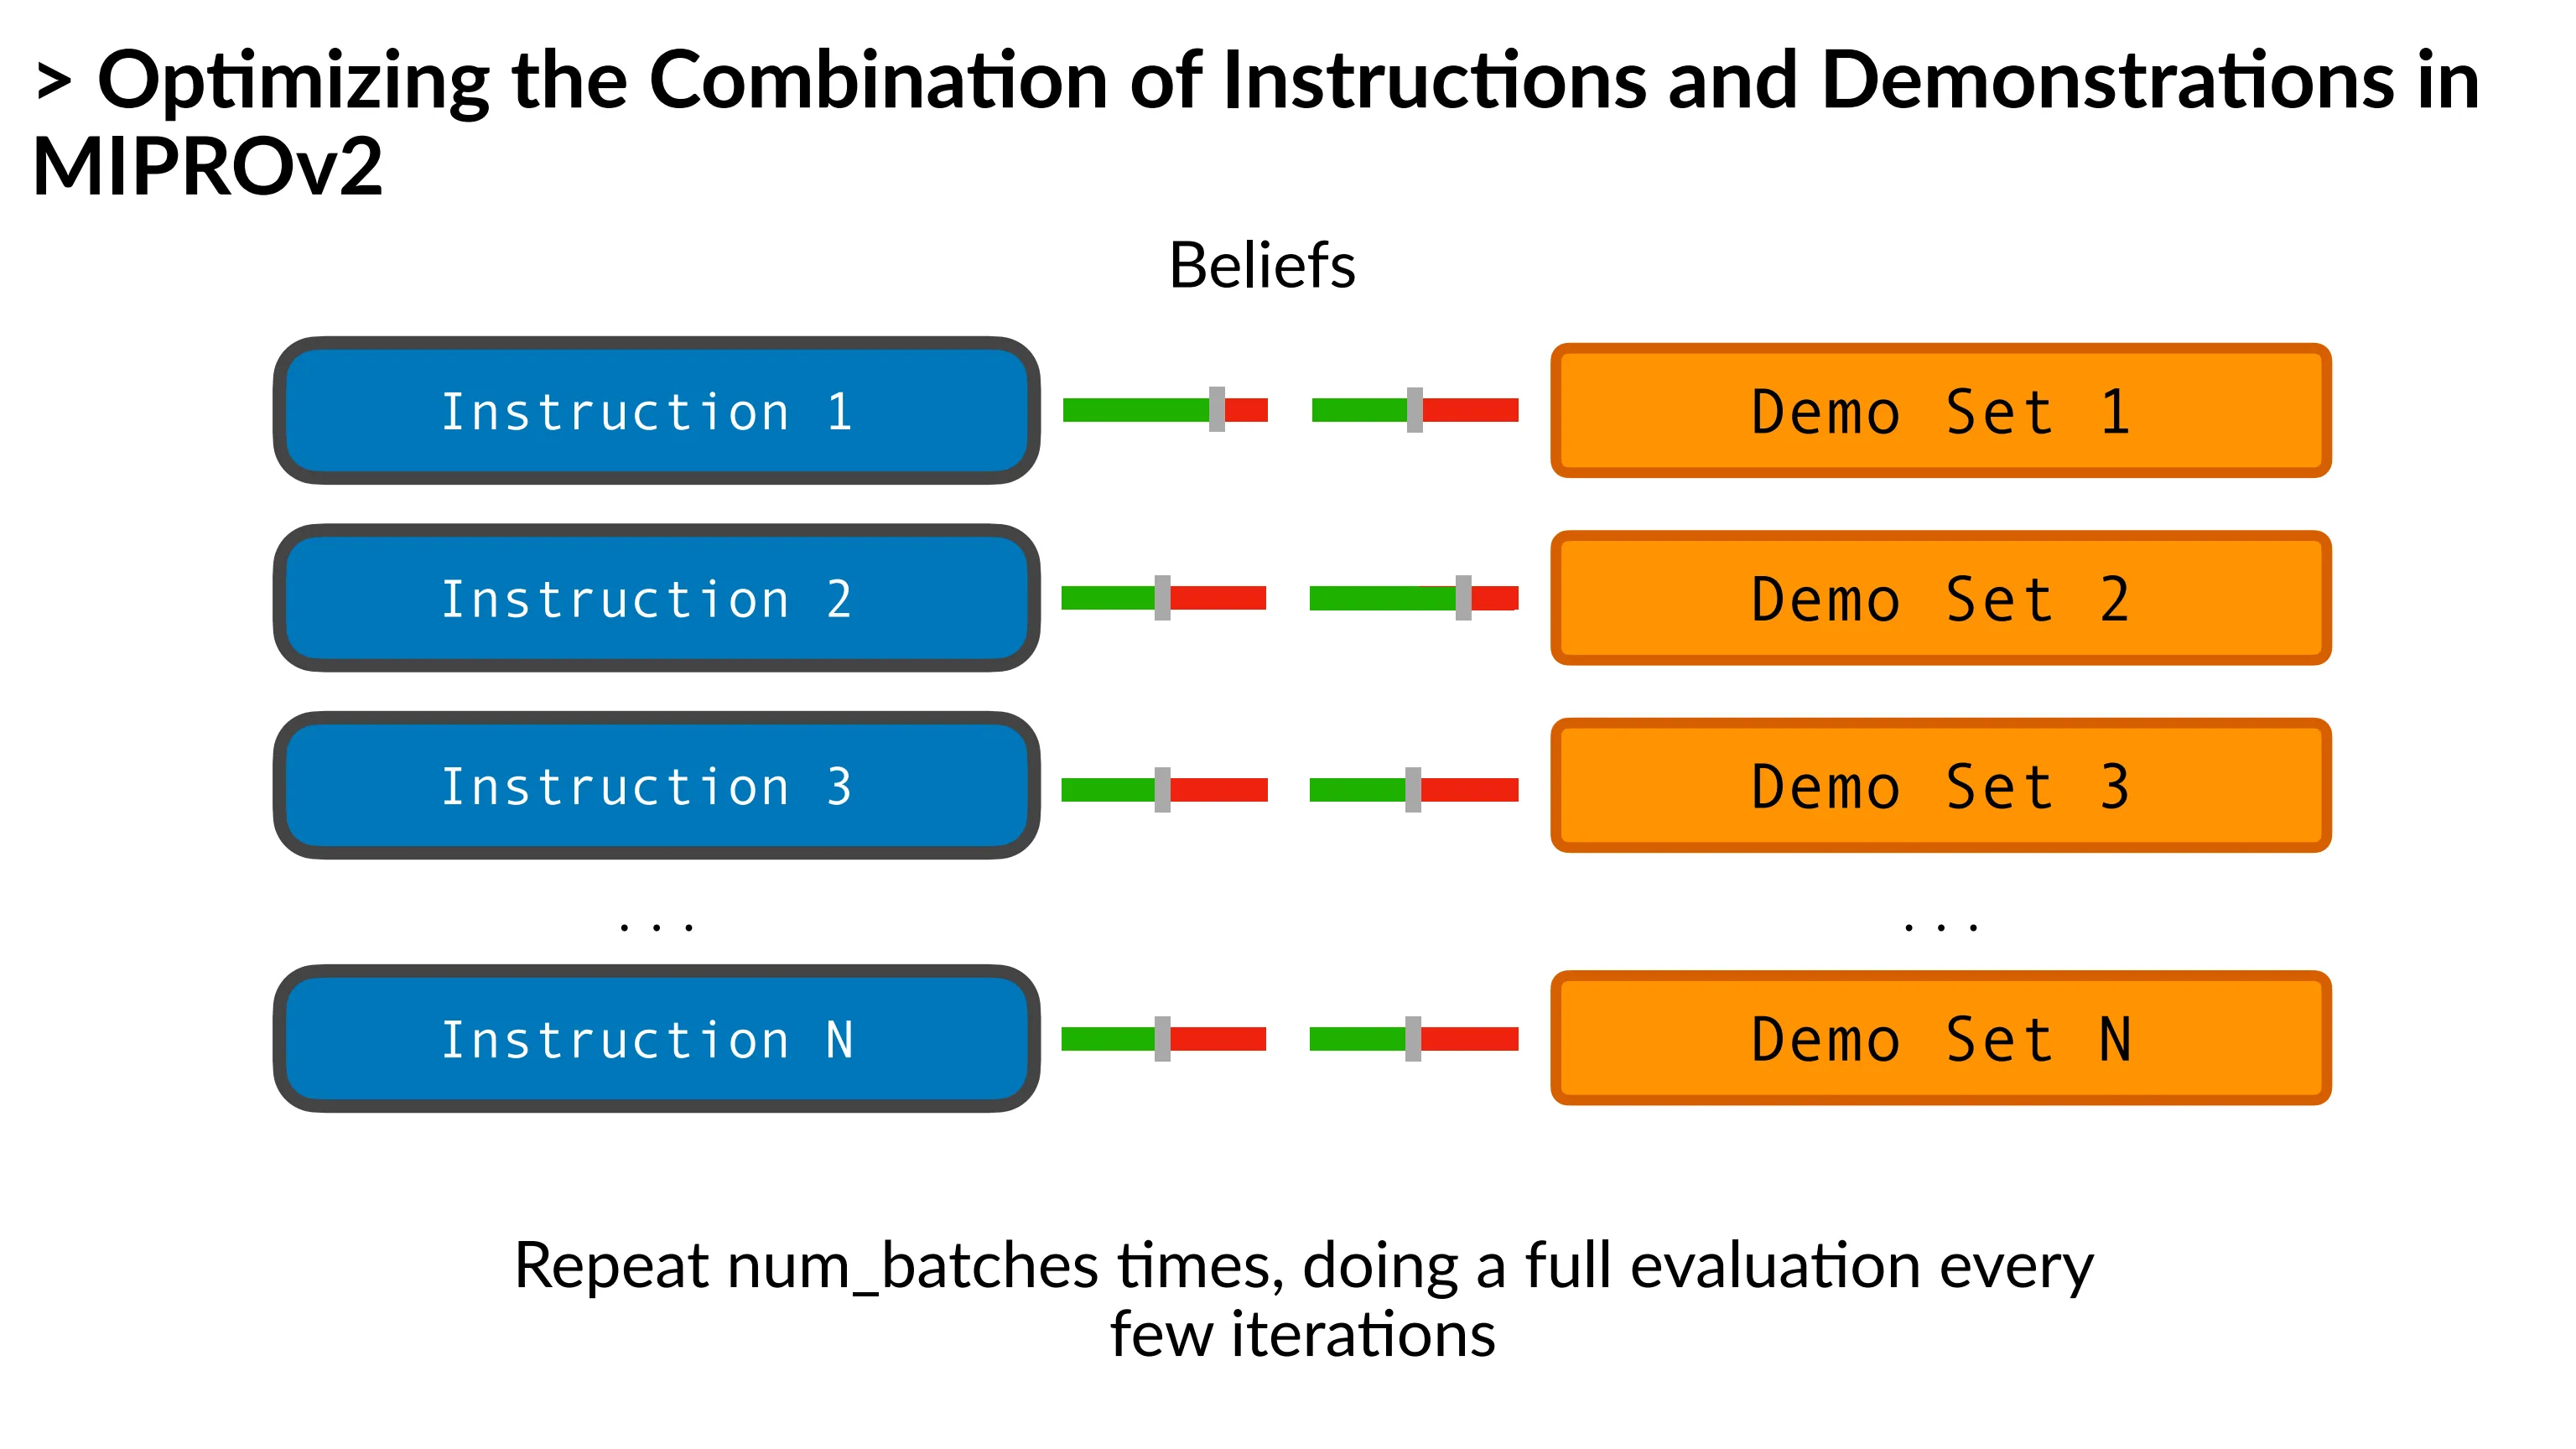 > Optimizing the Combination of Instructions and Demonstrations in
MIPROv2
Beliefs
Instruction 1
Demo Set 1
Instruction 2
Demo Set 2
Instruction 3
Demo Set 3
...
...
Instruction N
Demo Set N
Repeat num_batches times, doing a full evaluation every
few iterations